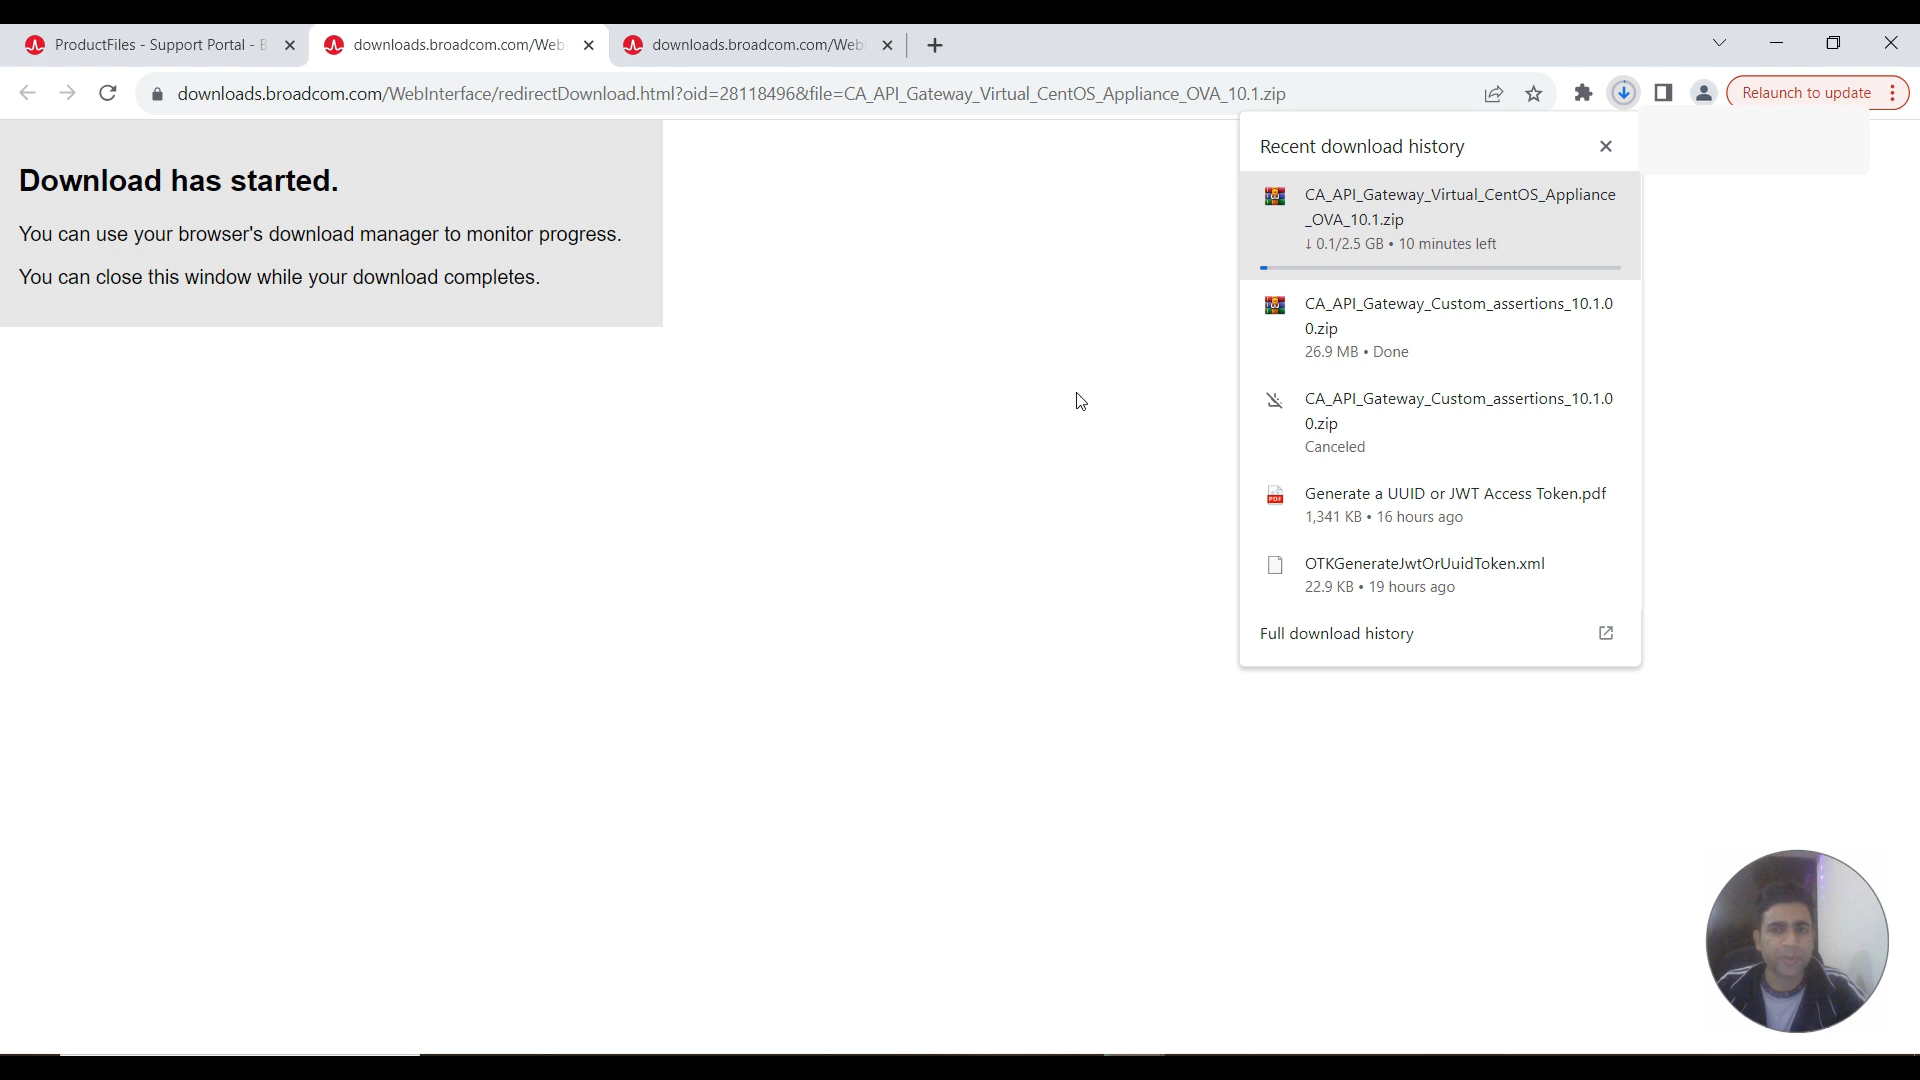 ProductFiles - Support Portal - B
downloads.broadcom.com/Web
downloads.broadcom.com/Web
downloads.broadcom.com/WebInterface/redirectDownload.html?oid=28118496&file=CA_API_Gateway_Virtual_CentOS_Appliance_OVA_10.1.zip
Relaunch to update
Download has started.
You can use your browser's download manager to monitor progress.
You can close this window while your download completes.
Recent download history
CA_API_Gateway_Virtual_CentOS_Appliance
_OVA_10.1.zip
↓ 0.1/2.5 GB • 10 minutes left
CA_API_Gateway_Custom_assertions_10.1.0
0.zip
26.9 MB • Done
CA_API_Gateway_Custom_assertions_10.1.0
0.zip
Canceled
PDF
Generate a UUID or JWT Access Token.pdf
1,341 KB • 16 hours ago
OTKGenerateJwtOrUuidToken.xml
22.9 KB • 19 hours ago
Full download history